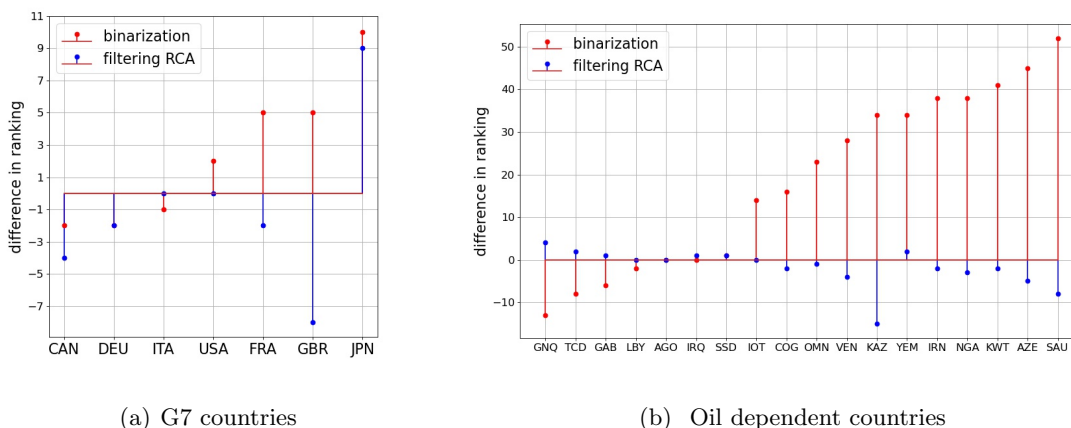 11
9
7
5
3
1
−1
−3
−5
−7
difference in ranking
binarization
filtering RCA
CAN DEU ITA USA FRA GBR JPN
(a) G7 countries
50
40
30
20
10
0
−10
difference in ranking
binarization
filtering RCA
GNQ TCD GAB LBY AGO IRQ SSD IOT COG OMN VEN KAZ YEM IRN NGA KWT AZE SAU
(b) Oil dependent countries